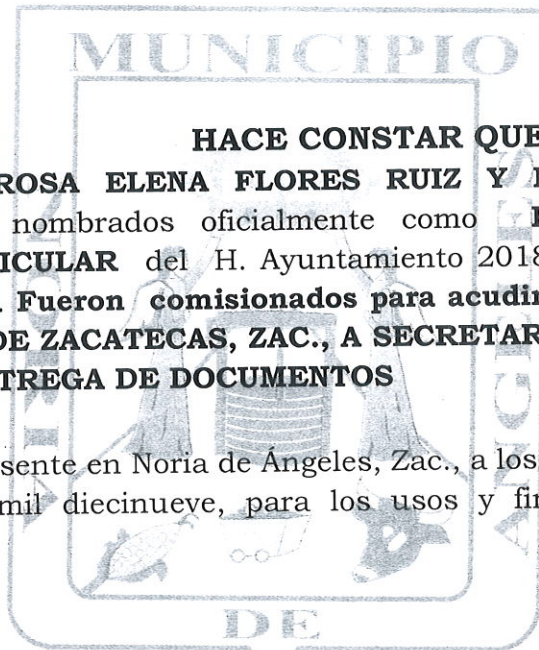 MUNICIPIO
HACE CONSTAR QUE
ROSA ELENA FLORES RUIZ Y
nombrados oficialmente como
ICULAR del H. Ayuntamiento 2018
. Fueron comisionados para acudir
DE ZACATECAS, ZAC., A SECRETAR
TREGA DE DOCUMENTOS
sente en Noria de Ángeles, Zac., a los
mil diecinueve, para los usos y fin
NORIA
ANGELES
DE